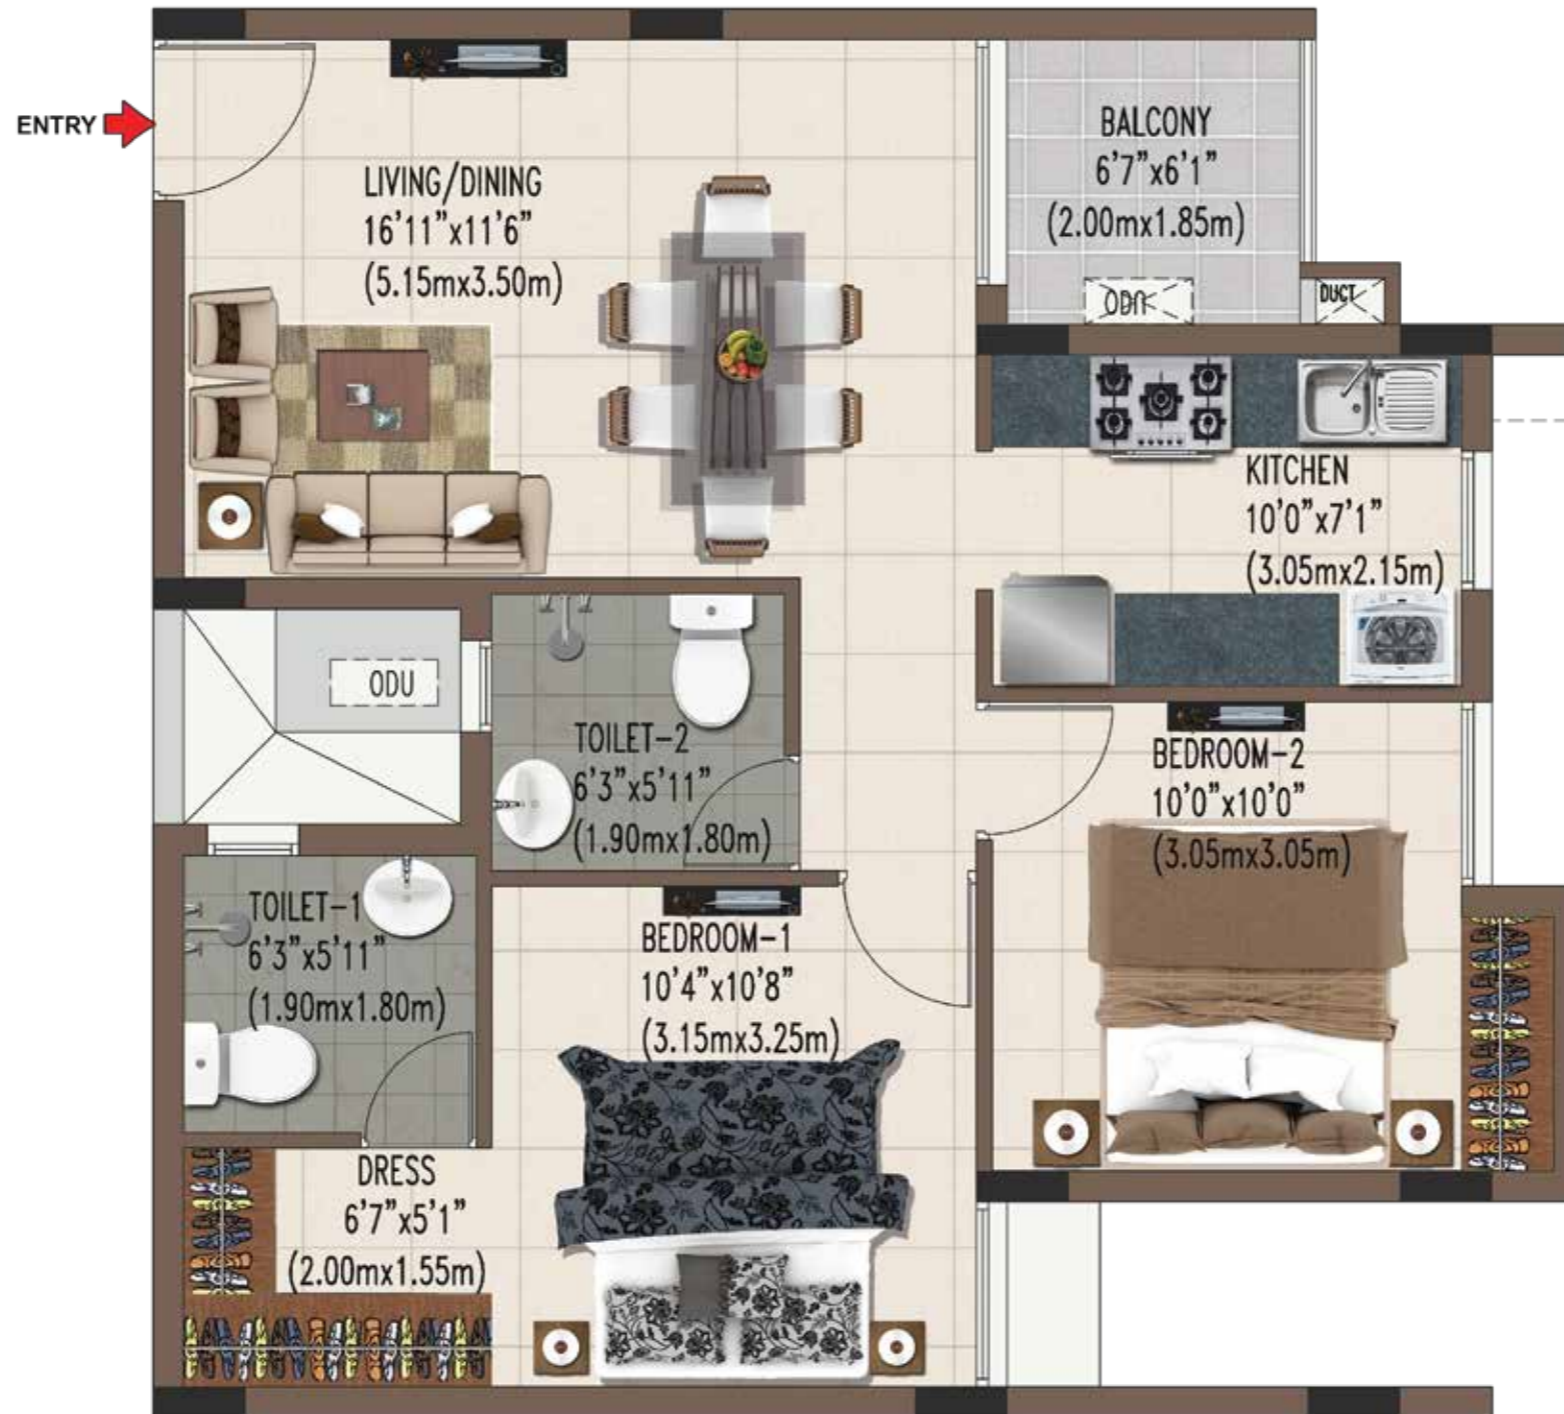 ENTRY
LIVING/DINING
16'11"x11'6"
(5.15mx3.50m)
BALCONY
6'7"x6'1"
(2.00mx1.85m)
DUCT
KITCHEN
10'0"x7'1"
(3.05mx2.15m)
ODU
TOILET-2
6'3"x5'11"
(1.90mx1.80m)
BEDROOM-2
10'0"x10'0"
(3.05mx3.05m)
TOILET-1
6'3"x5'11"
(1.90mx1.80m)
BEDROOM-1
10'4"x10'8"
(3.15mx3.25m)
DRESS
6'7"x5'1"
(2.00mx1.55m)